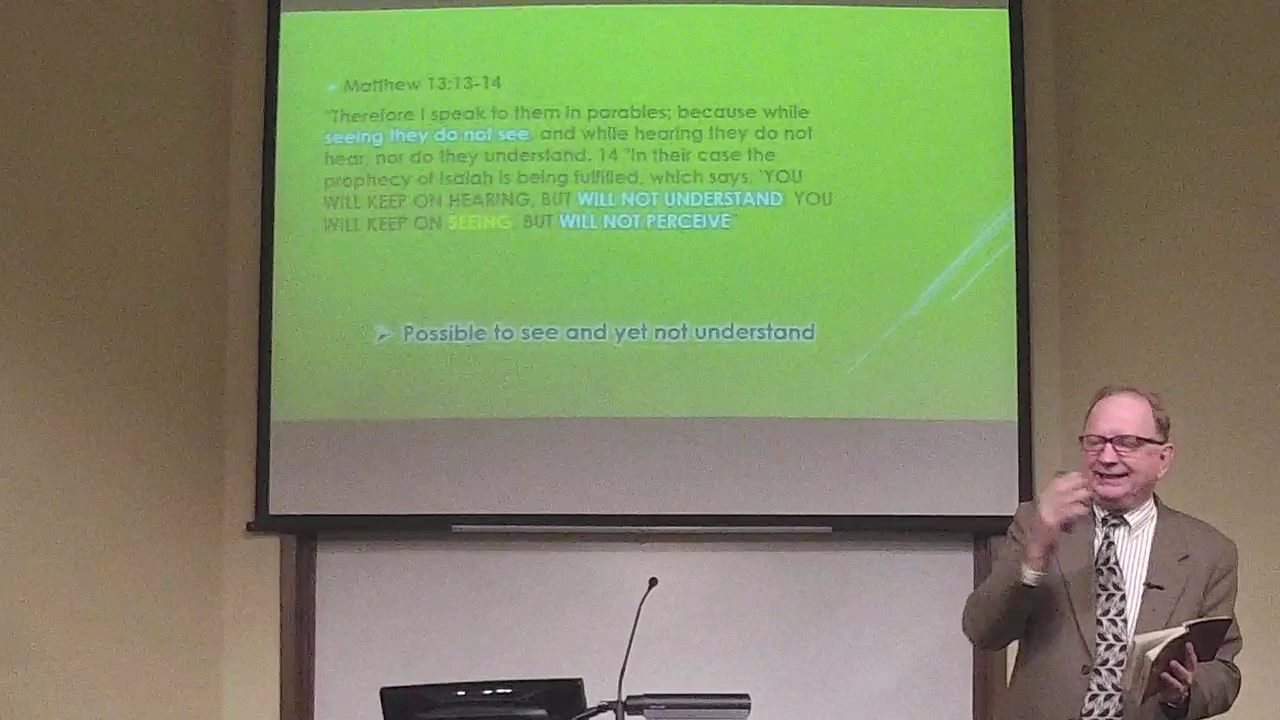 Matthew 13:13-14
"Therefore I speak to them in parables; because while
seeing they do not see, and while hearing they do not
hear, nor do they understand. 14 "In their case the
prophecy of Isaiah is being fulfilled, which says, 'YOU
WILL KEEP ON HEARING, BUT WILL NOT UNDERSTAND; YOU
WILL KEEP ON SEEING, BUT WILL NOT PERCEIVE"
➢ Possible to see and yet not understand